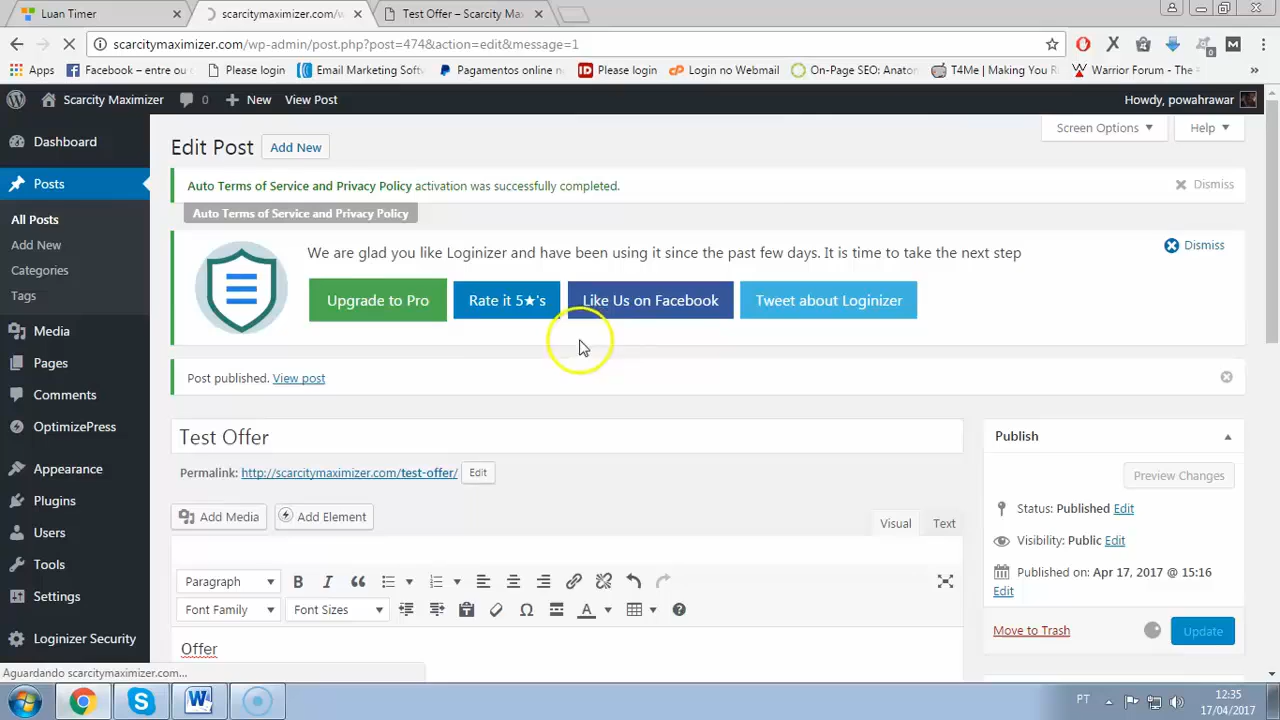 Luan Timer
scarcitymaximizer.com/w
Test Offer – Scarcity Ma
scarcitymaximizer.com/wp-admin/post.php?post=474&action=edit&message=1
Apps
Facebook – entre ou
Please login
Email Marketing Soft
Pagamentos online n
Please login
Login no Webmail
On-Page SEO: Anaton
T4Me | Making You R
Warrior Forum - The
»
Scarcity Maximizer
0
New
View Post
Howdy, powahrawar
Dashboard
Posts
All Posts
Add New
Categories
Tags
Media
Pages
Comments
OptimizePress
Appearance
Plugins
Users
Tools
Settings
Loginizer Security
Edit Post
Add New
Screen Options
Help
Auto Terms of Service and Privacy Policy activation was successfully completed.
Dismiss
Auto Terms of Service and Privacy Policy
We are glad you like Loginizer and have been using it since the past few days. It is time to take the next step
Dismiss
Upgrade to Pro
Rate it 5★'s
Like Us on Facebook
Tweet about Loginizer
Post published. View post
Test Offer
Permalink: http://scarcitymaximizer.com/test-offer/ Edit
Add Media
Add Element
Visual
Text
Paragraph
B
I
Font Family
Font Sizes
A
Offer
Publish
Preview Changes
Status: Published Edit
Visibility: Public Edit
Published on: Apr 17, 2017 @ 15:16
Edit
Move to Trash
Update
Aguardando scarcitymaximizer.com...
PT
12:35
17/04/2017